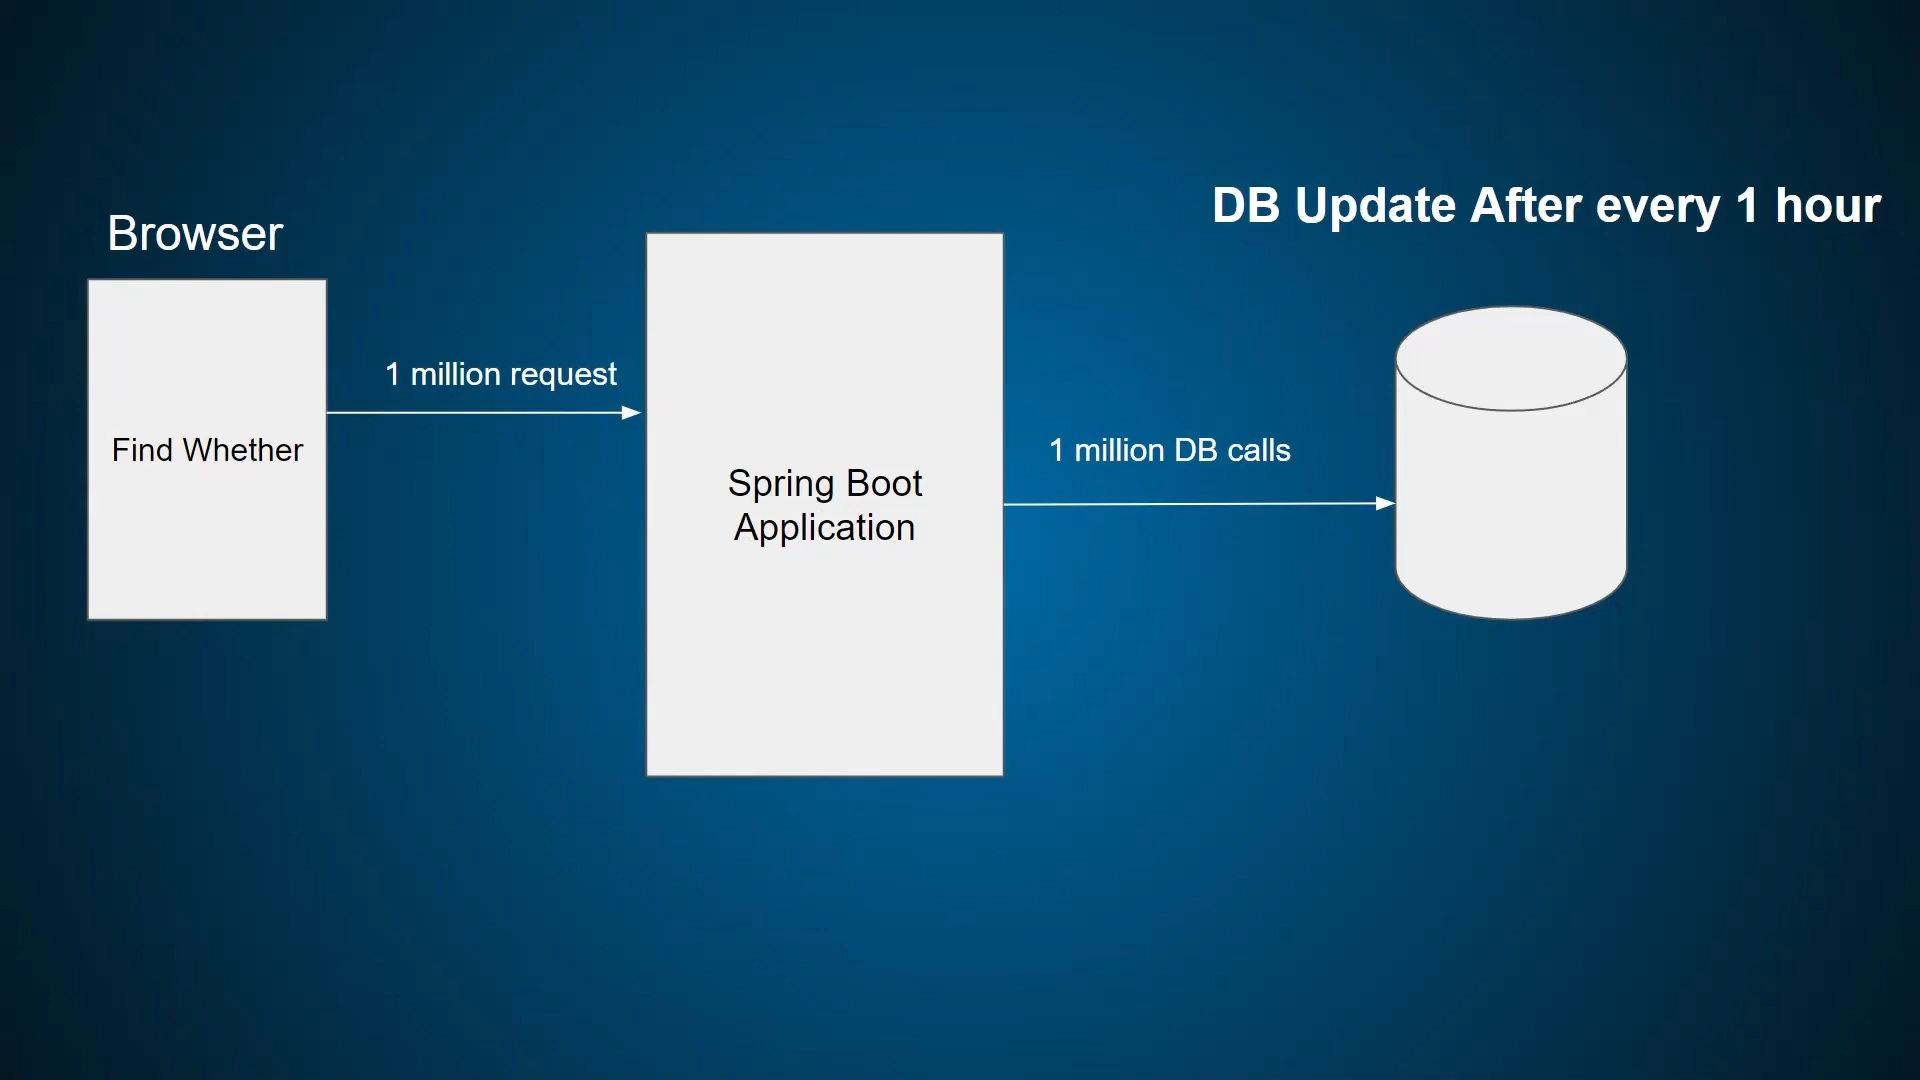 DB Update After every 1 hour
Browser
1 million request
Find Whether
1 million DB calls
Spring Boot
Application